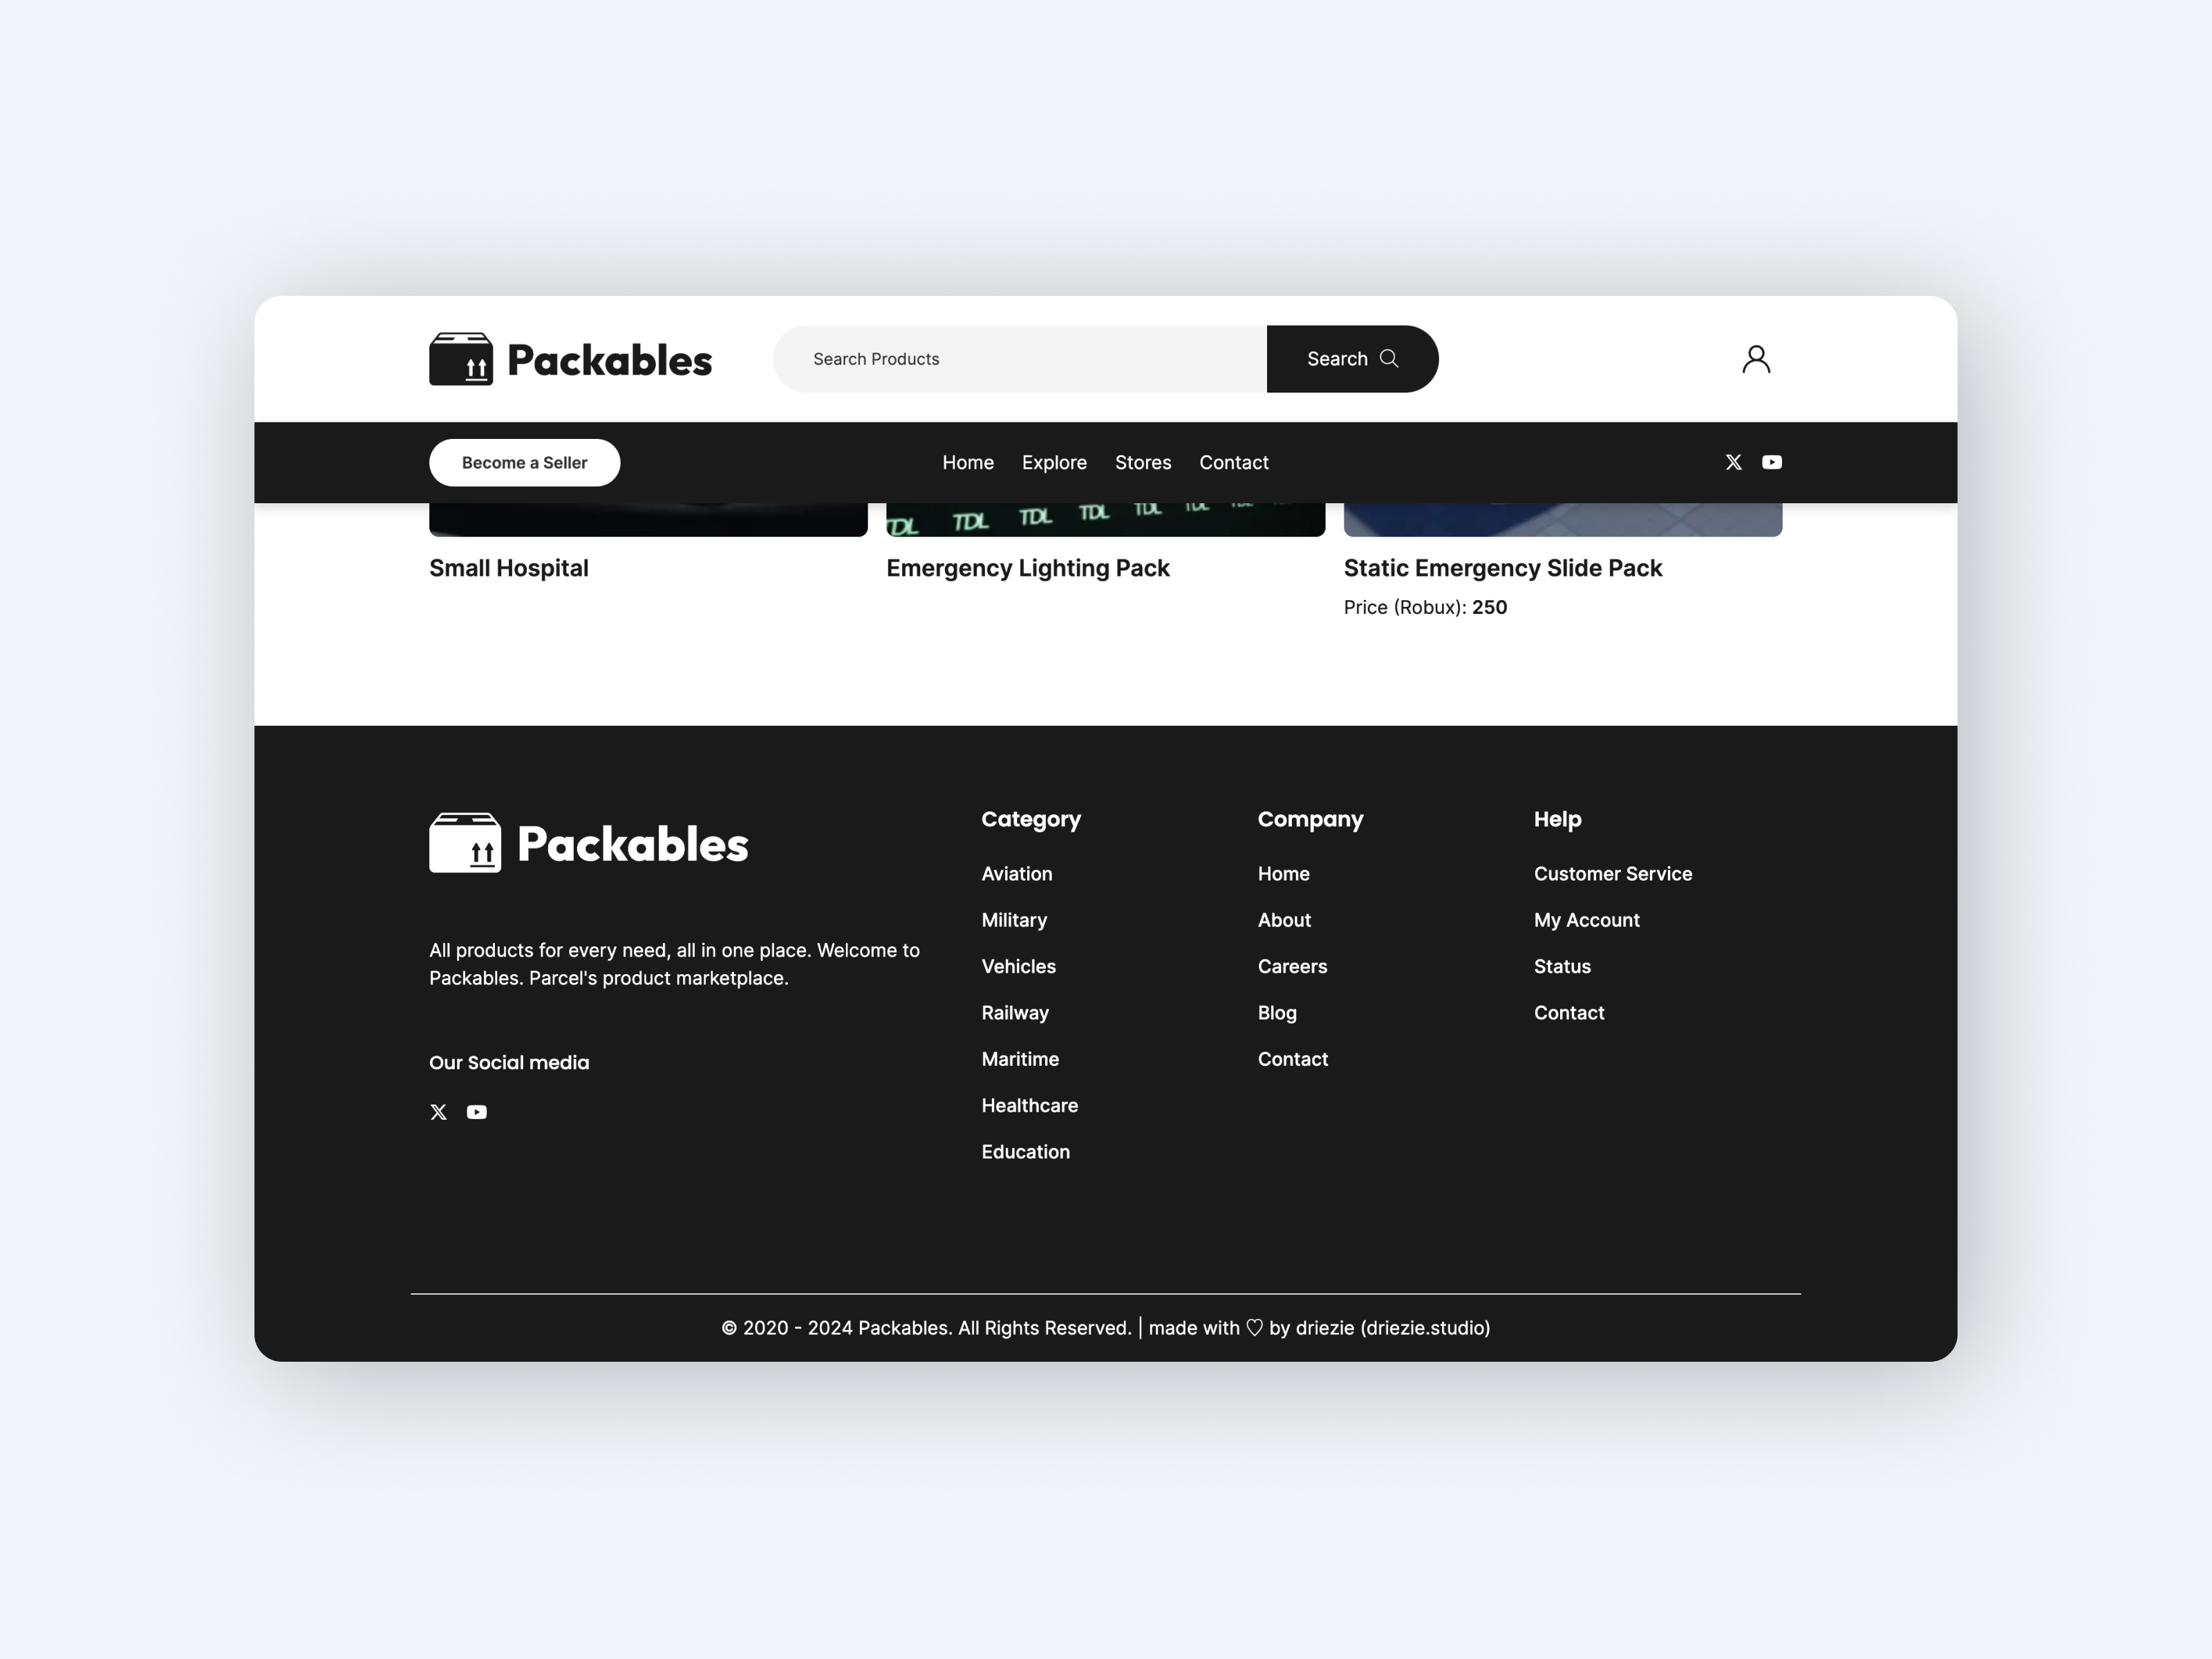 Packables
Search Products
Search
Become a Seller
Home Explore Stores Contact
TDL TDL TDL TDL TDL TDL
Small Hospital
Emergency Lighting Pack
Static Emergency Slide Pack
Price (Robux): 250
Packables
All products for every need, all in one place. Welcome to
Packables. Parcel's product marketplace.
Our Social media
Category
Aviation
Military
Vehicles
Railway
Maritime
Healthcare
Education
Company
Home
About
Careers
Blog
Contact
Help
Customer Service
My Account
Status
Contact
© 2020 - 2024 Packables. All Rights Reserved. | made with ♡ by driezie (driezie.studio)